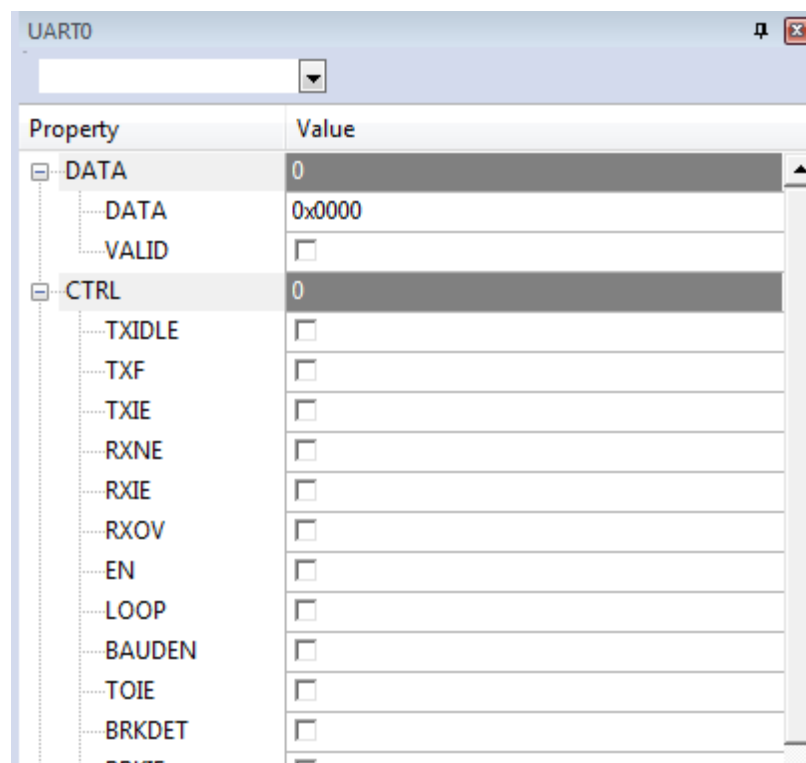 UART0
Property Value
DATA 0
DATA 0x0000
VALID
CTRL 0
TXIDLE
TXF
TXIE
RXNE
RXIE
RXOV
EN
LOOP
BAUDEN
TOIE
BRKDET